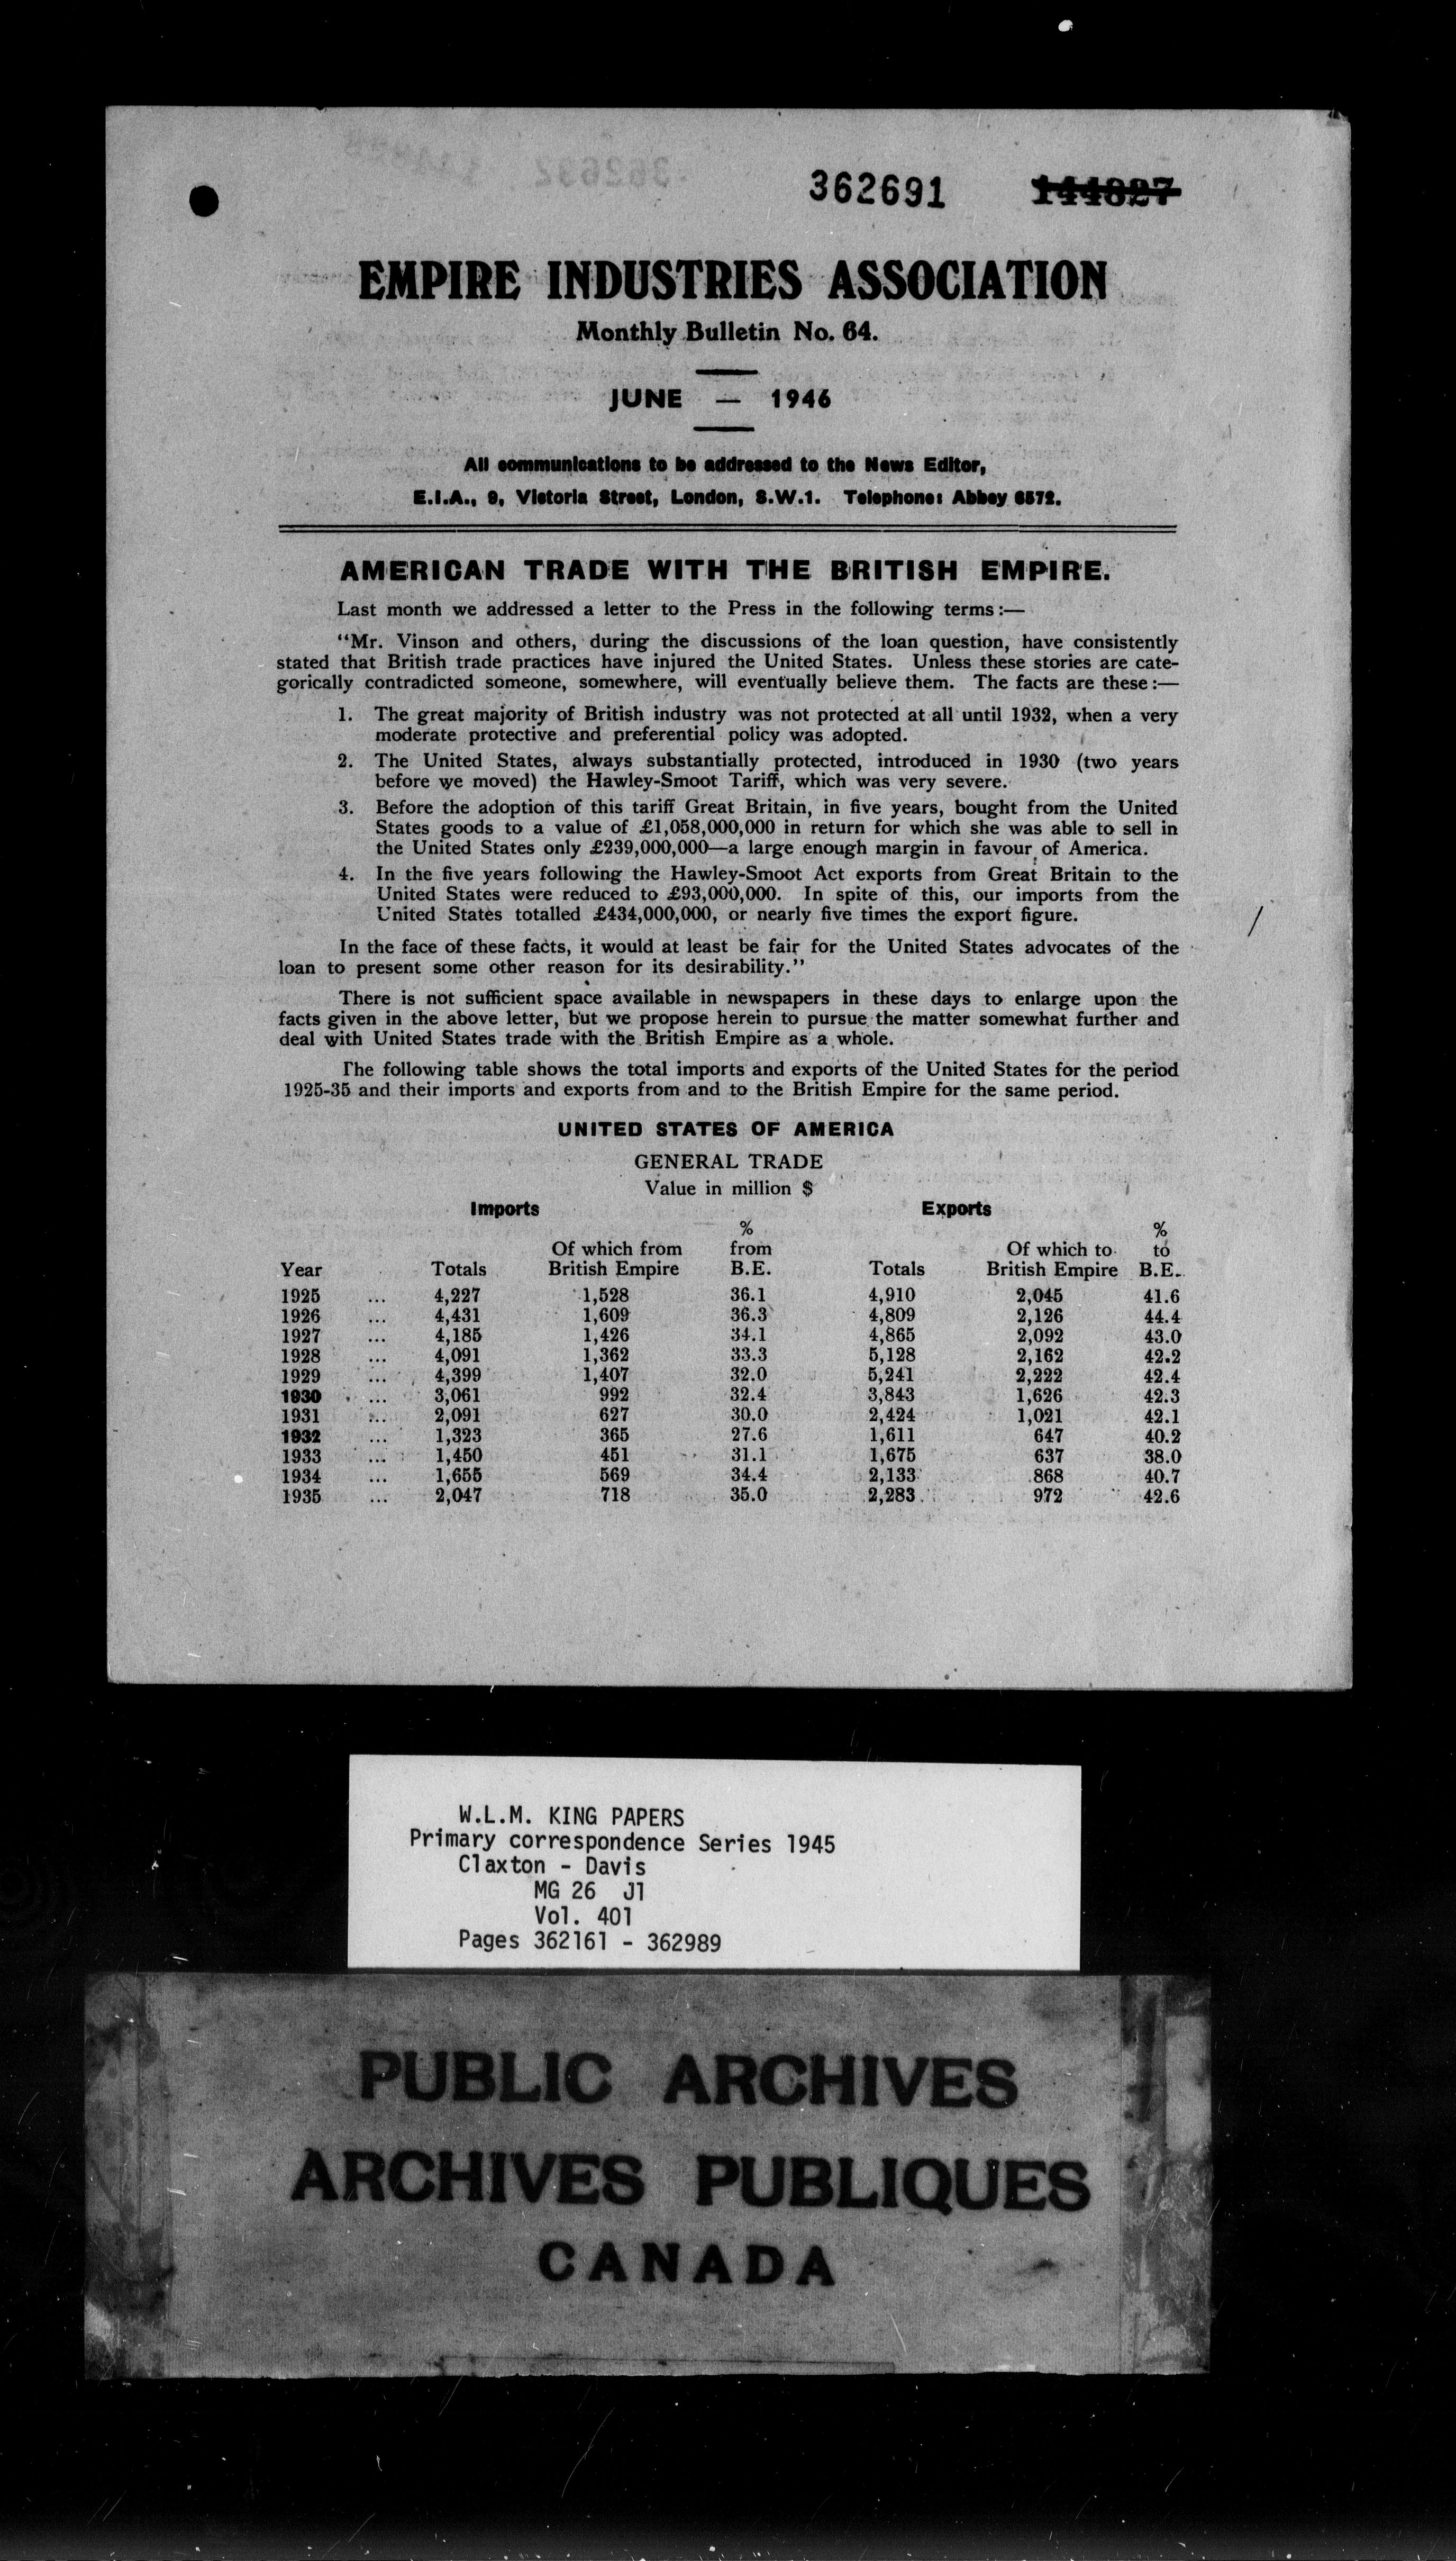 362691 144827
EMPIRE INDUSTRIES ASSOCIATION
Monthly Bulletin No. 64.
JUNE — 1946
All communications to be addressed to the News Editor,
E.I.A., 9, Victoria Street, London, S.W.1. Telephone: Abbey 6572.
AMERICAN TRADE WITH THE BRITISH EMPIRE.
Last month we addressed a letter to the Press in the following terms:—
"Mr. Vinson and others, during the discussions of the loan question, have consistently
stated that British trade practices have injured the United States. Unless these stories are cate-
gorically contradicted someone, somewhere, will eventually believe them. The facts are these:—
1. The great majority of British industry was not protected at all until 1932, when a very
moderate protective and preferential policy was adopted.
2. The United States, always substantially protected, introduced in 1930 (two years
before we moved) the Hawley-Smoot Tariff, which was very severe.
3. Before the adoption of this tariff Great Britain, in five years, bought from the United
States goods to a value of £1,058,000,000 in return for which she was able to sell in
the United States only £239,000,000—a large enough margin in favour of America.
4. In the five years following the Hawley-Smoot Act exports from Great Britain to the
United States were reduced to £93,000,000. In spite of this, our imports from the
United States totalled £434,000,000, or nearly five times the export figure.
In the face of these facts, it would at least be fair for the United States advocates of the
loan to present some other reason for its desirability."
There is not sufficient space available in newspapers in these days to enlarge upon the
facts given in the above letter, but we propose herein to pursue the matter somewhat further and
deal with United States trade with the British Empire as a whole.
The following table shows the total imports and exports of the United States for the period
1925-35 and their imports and exports from and to the British Empire for the same period.
UNITED STATES OF AMERICA
GENERAL TRADE
Value in million $
Imports Exports
% %
Of which from from Of which to to
Year Totals British Empire B.E. Totals British Empire B.E.
1925 ... 4,227 1,528 36.1 4,910 2,045 41.6
1926 ... 4,431 1,609 36.3 4,809 2,126 44.4
1927 ... 4,185 1,426 34.1 4,865 2,092 43.0
1928 ... 4,091 1,362 33.3 5,128 2,162 42.2
1929 ... 4,399 1,407 32.0 5,241 2,222 42.4
1930 ... 3,061 992 32.4 3,843 1,626 42.3
1931 ... 2,091 627 30.0 2,424 1,021 42.1
1932 ... 1,323 365 27.6 1,611 647 40.2
1933 ... 1,450 451 31.1 1,675 637 38.0
1934 ... 1,655 569 34.4 2,133 868 40.7
1935 ... 2,047 718 35.0 2,283 972 42.6
W.L.M. KING PAPERS
Primary correspondence Series 1945
Claxton - Davis
MG 26 J1
Vol. 401
Pages 362161 - 362989
PUBLIC ARCHIVES
ARCHIVES PUBLIQUES
CANADA